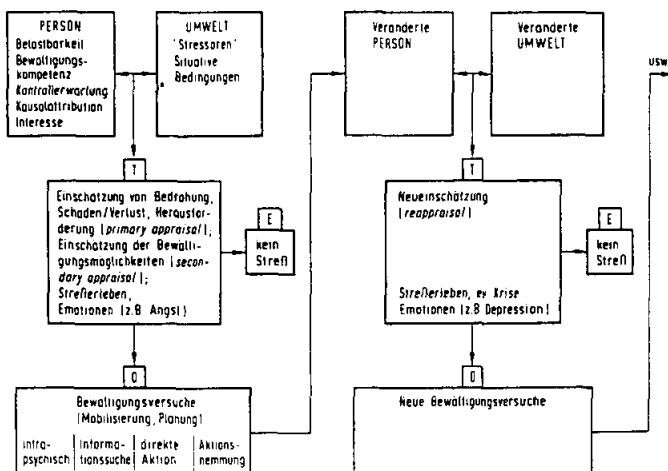 PERSON
Belastbarkeit
Bewältigungs-
kompetenz
Kontrollerwartung
Kausalattribution
Interesse
UMWELT
"Stressoren"
Situative
Bedingungen
Veränderte
PERSON
Veränderte
UMWELT
usw
T
Einschätzung von Bedrohung,
Schaden/Verlust, Herausfor-
derung [primary appraisal];
Einschätzung der Bewälti-
gungsmöglichkeiten [secon-
dary appraisal];
Streßerleben,
Emotionen [z.B Angst]
E
kein
Streß
T
Neueinschätzung
[reappraisal]
Streßerleben, ev Krise
Emotionen [z.B Depression]
E
kein
Streß
O
Bewältigungsversuche
[Mobilisierung, Planung]
intra-
psychisch
Informa-
tionssuche
direkte
Aktion
Aktions-
hemmung
O
Neue Bewältigungsversuche